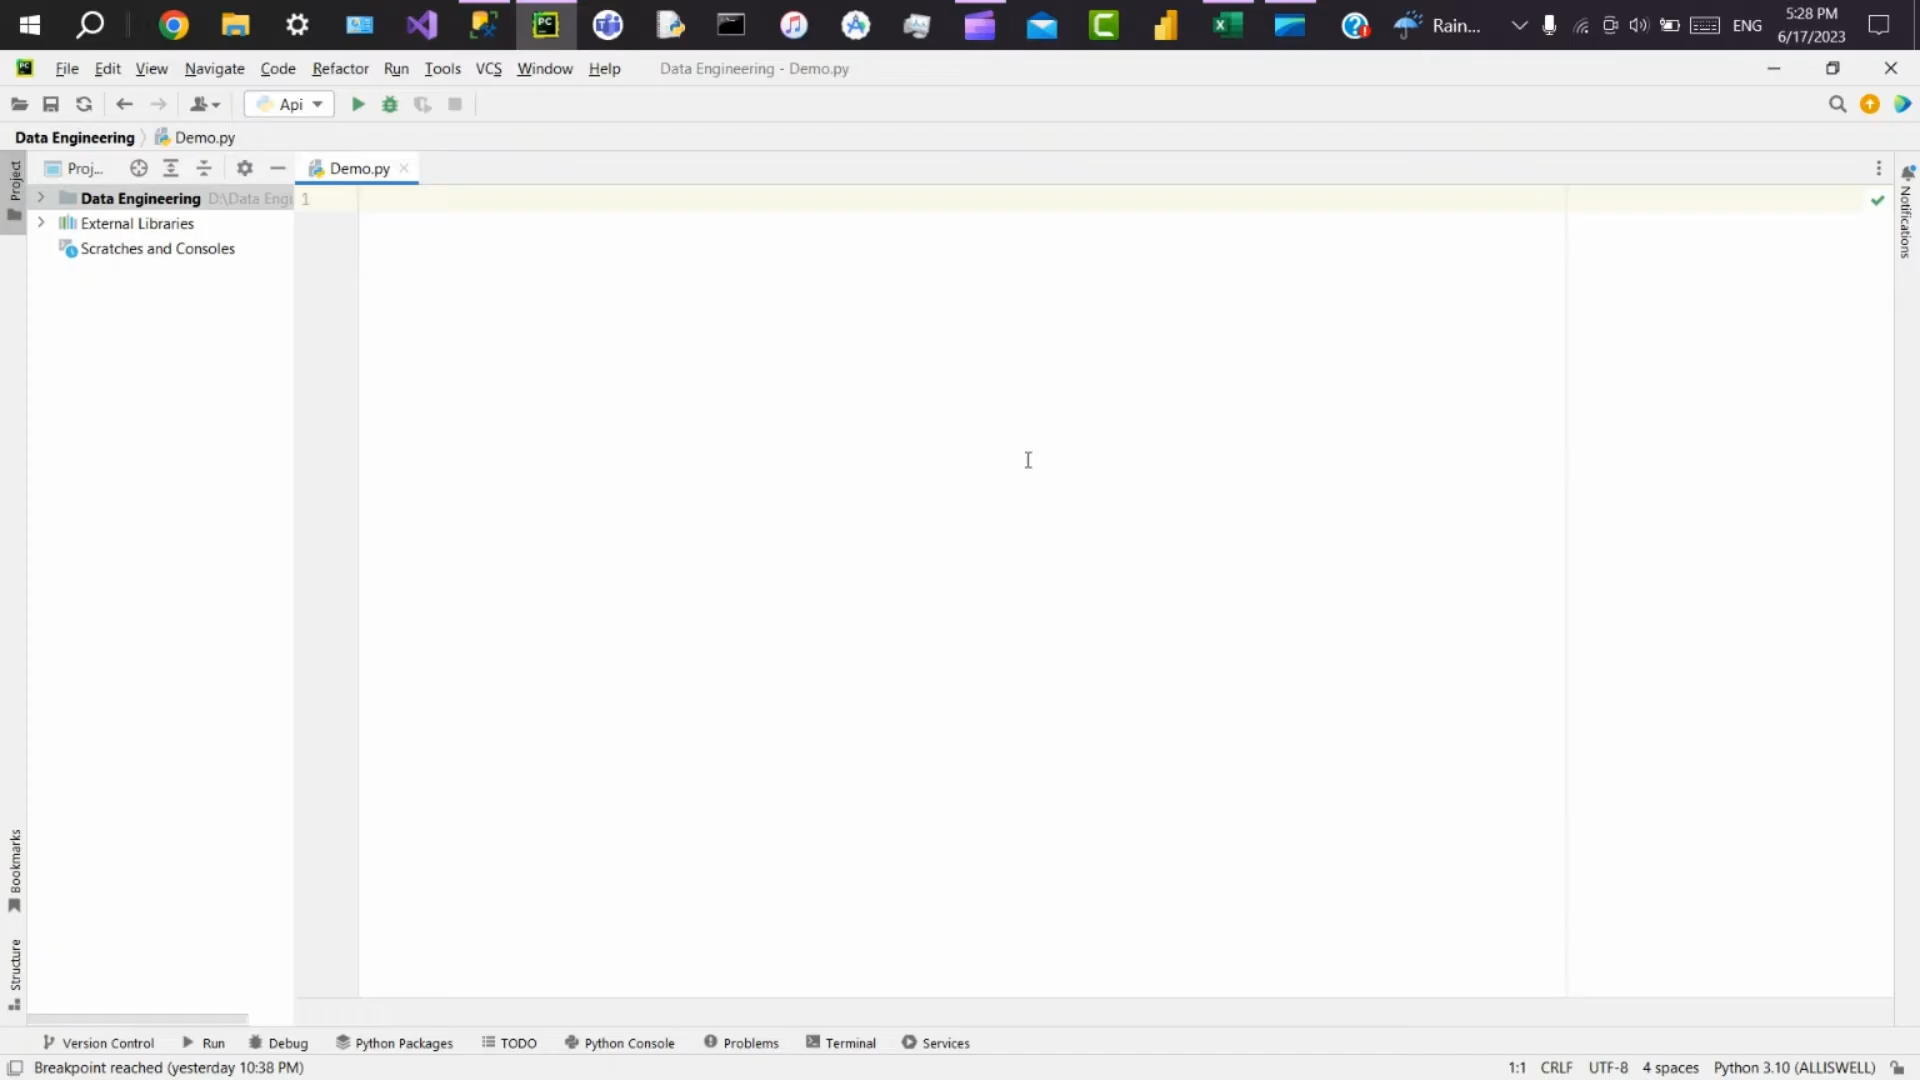 PC
Rain...
ENG
5:28 PM
6/17/2023
PC
File Edit View Navigate Code Refactor Run Tools VCS Window Help Data Engineering - Demo.py
Api
Data Engineering Demo.py
Project
Proj...
Demo.py
Data Engineering D:\Data Engi
1
External Libraries
Scratches and Consoles
Notifications
Bookmarks
Structure
Version Control Run Debug Python Packages TODO Python Console Problems Terminal Services
Breakpoint reached (yesterday 10:38 PM)
1:1 CRLF UTF-8 4 spaces Python 3.10 (ALLISWELL)